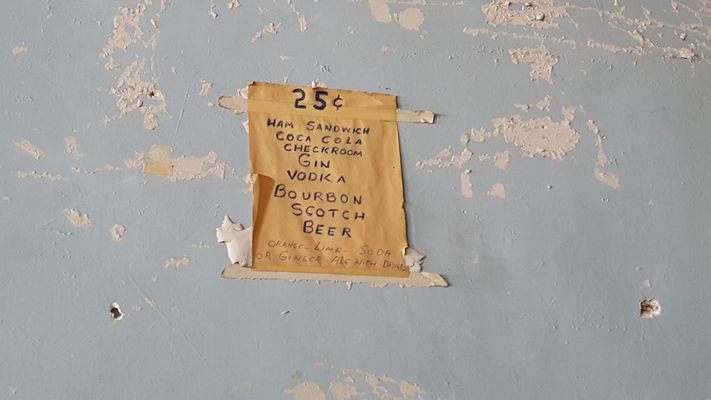 25¢
HAM SANDWICH
COCA COLA
CHECKROOM
GIN
VODKA
BOURBON
SCOTCH
BEER
ORANGE - LIME - SODA
OR GINGER ALE WITH DRINKS